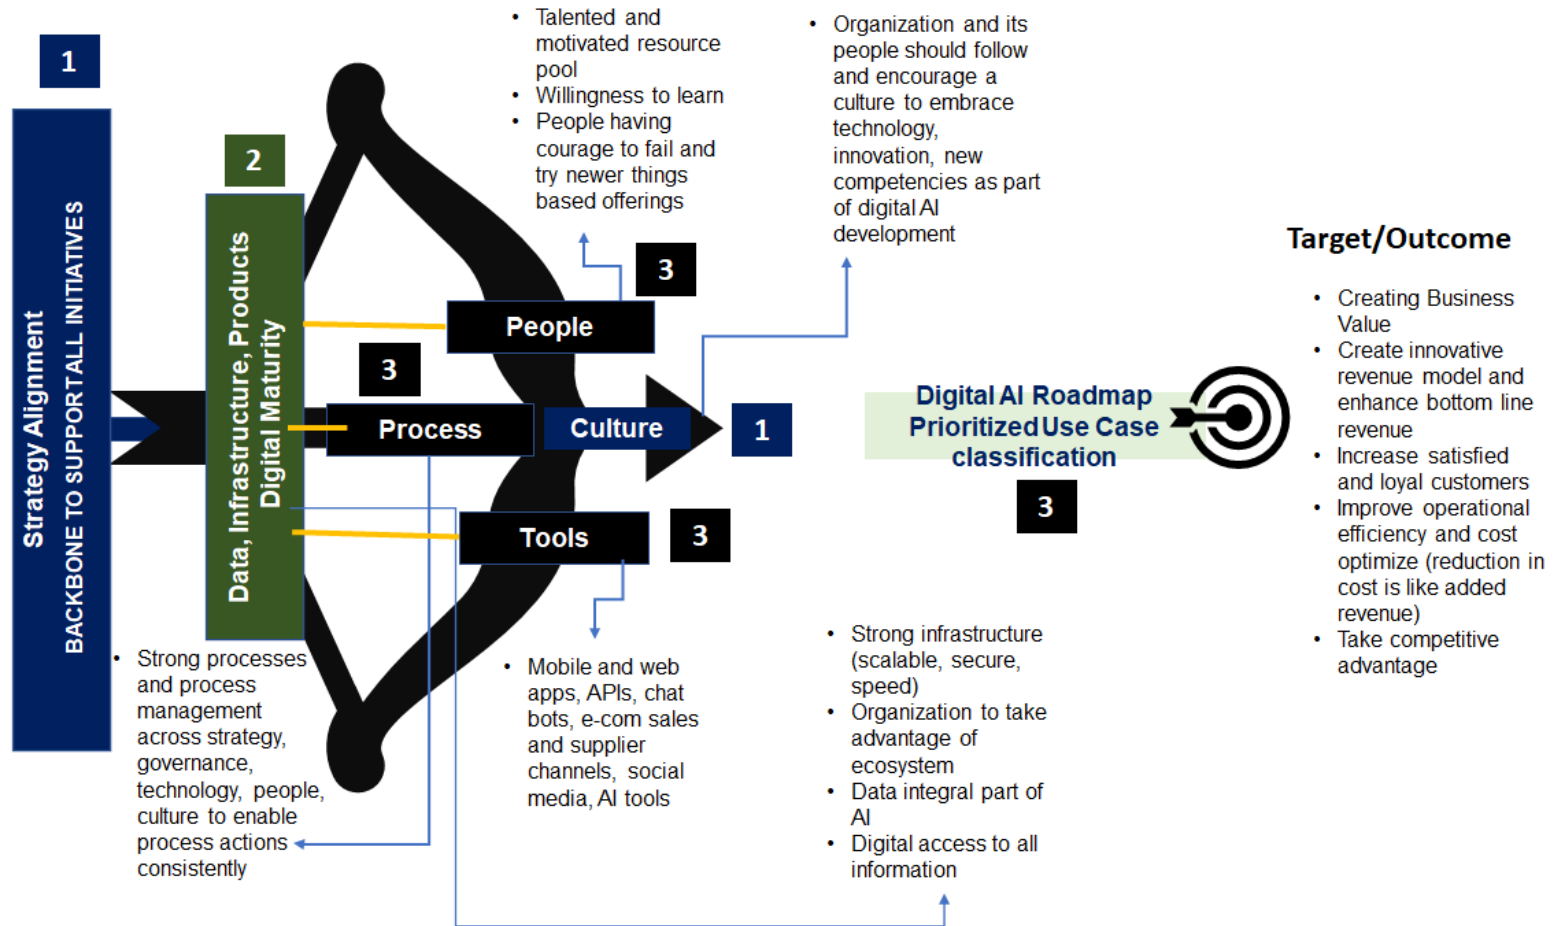 1
Strategy Alignment
BACKBONE TO SUPPORT ALL INITIATIVES
2
Data, Infrastructure, Products
Digital Maturity
• Talented and
motivated resource
pool
• Willingness to learn
• People having
courage to fail and
try newer things
based offerings
3
People
3
Process
Culture
1
3
Tools
• Organization and its
people should follow
and encourage a
culture to embrace
technology,
innovation, new
competencies as part
of digital AI
development
Digital AI Roadmap
Prioritized Use Case
classification
3
Target/Outcome
• Creating Business
Value
• Create innovative
revenue model and
enhance bottom line
revenue
• Increase satisfied
and loyal customers
• Improve operational
efficiency and cost
optimize (reduction in
cost is like added
revenue)
• Take competitive
advantage
• Strong processes
and process
management
across strategy,
governance,
technology, people,
culture to enable
process actions
consistently
• Mobile and web
apps, APIs, chat
bots, e-com sales
and supplier
channels, social
media, AI tools
• Strong infrastructure
(scalable, secure,
speed)
• Organization to take
advantage of
ecosystem
• Data integral part of
AI
• Digital access to all
information